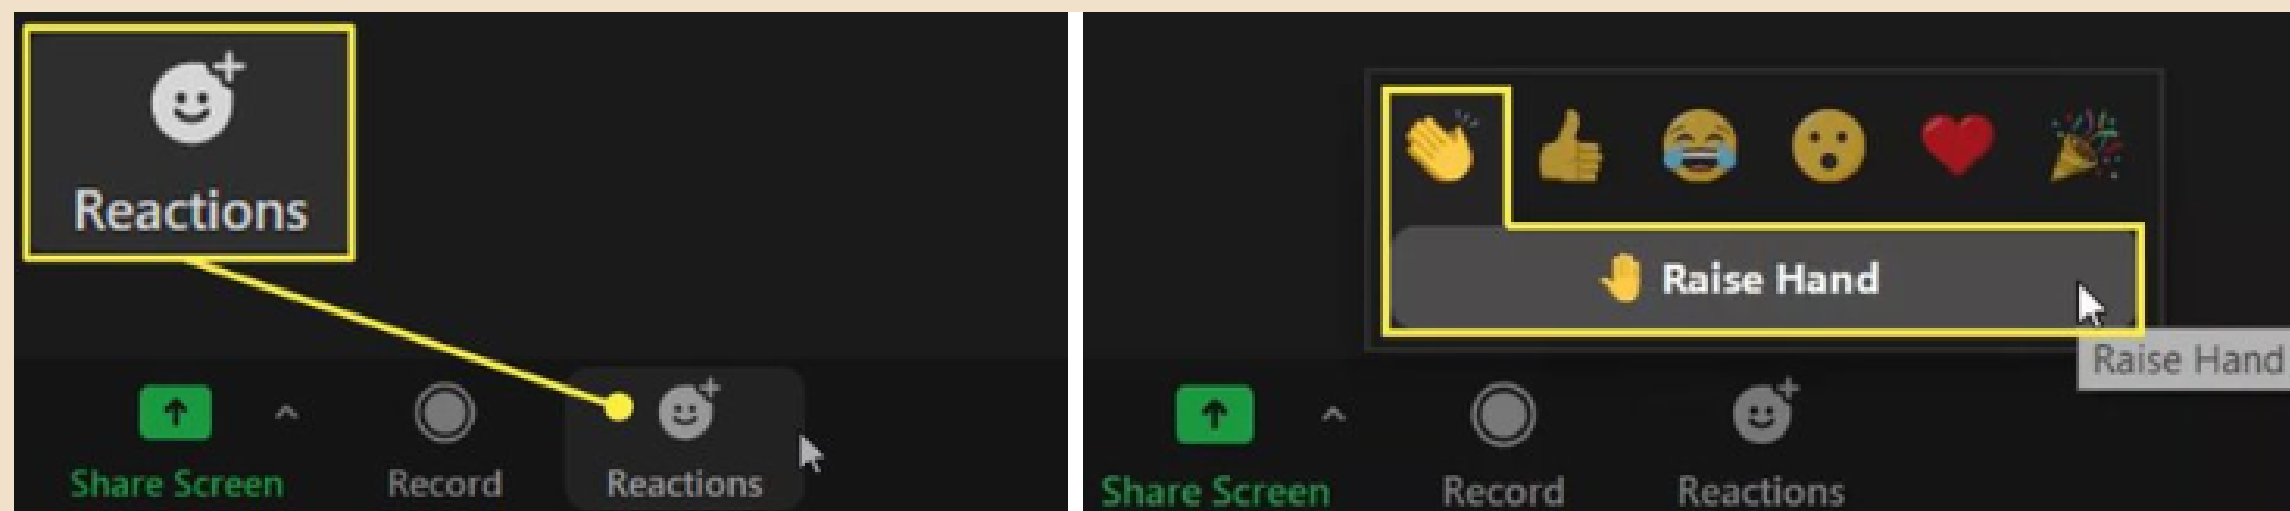 Reactions
Share Screen
Record
Reactions
Raise Hand
Raise Hand
Share Screen
Record
Reactions